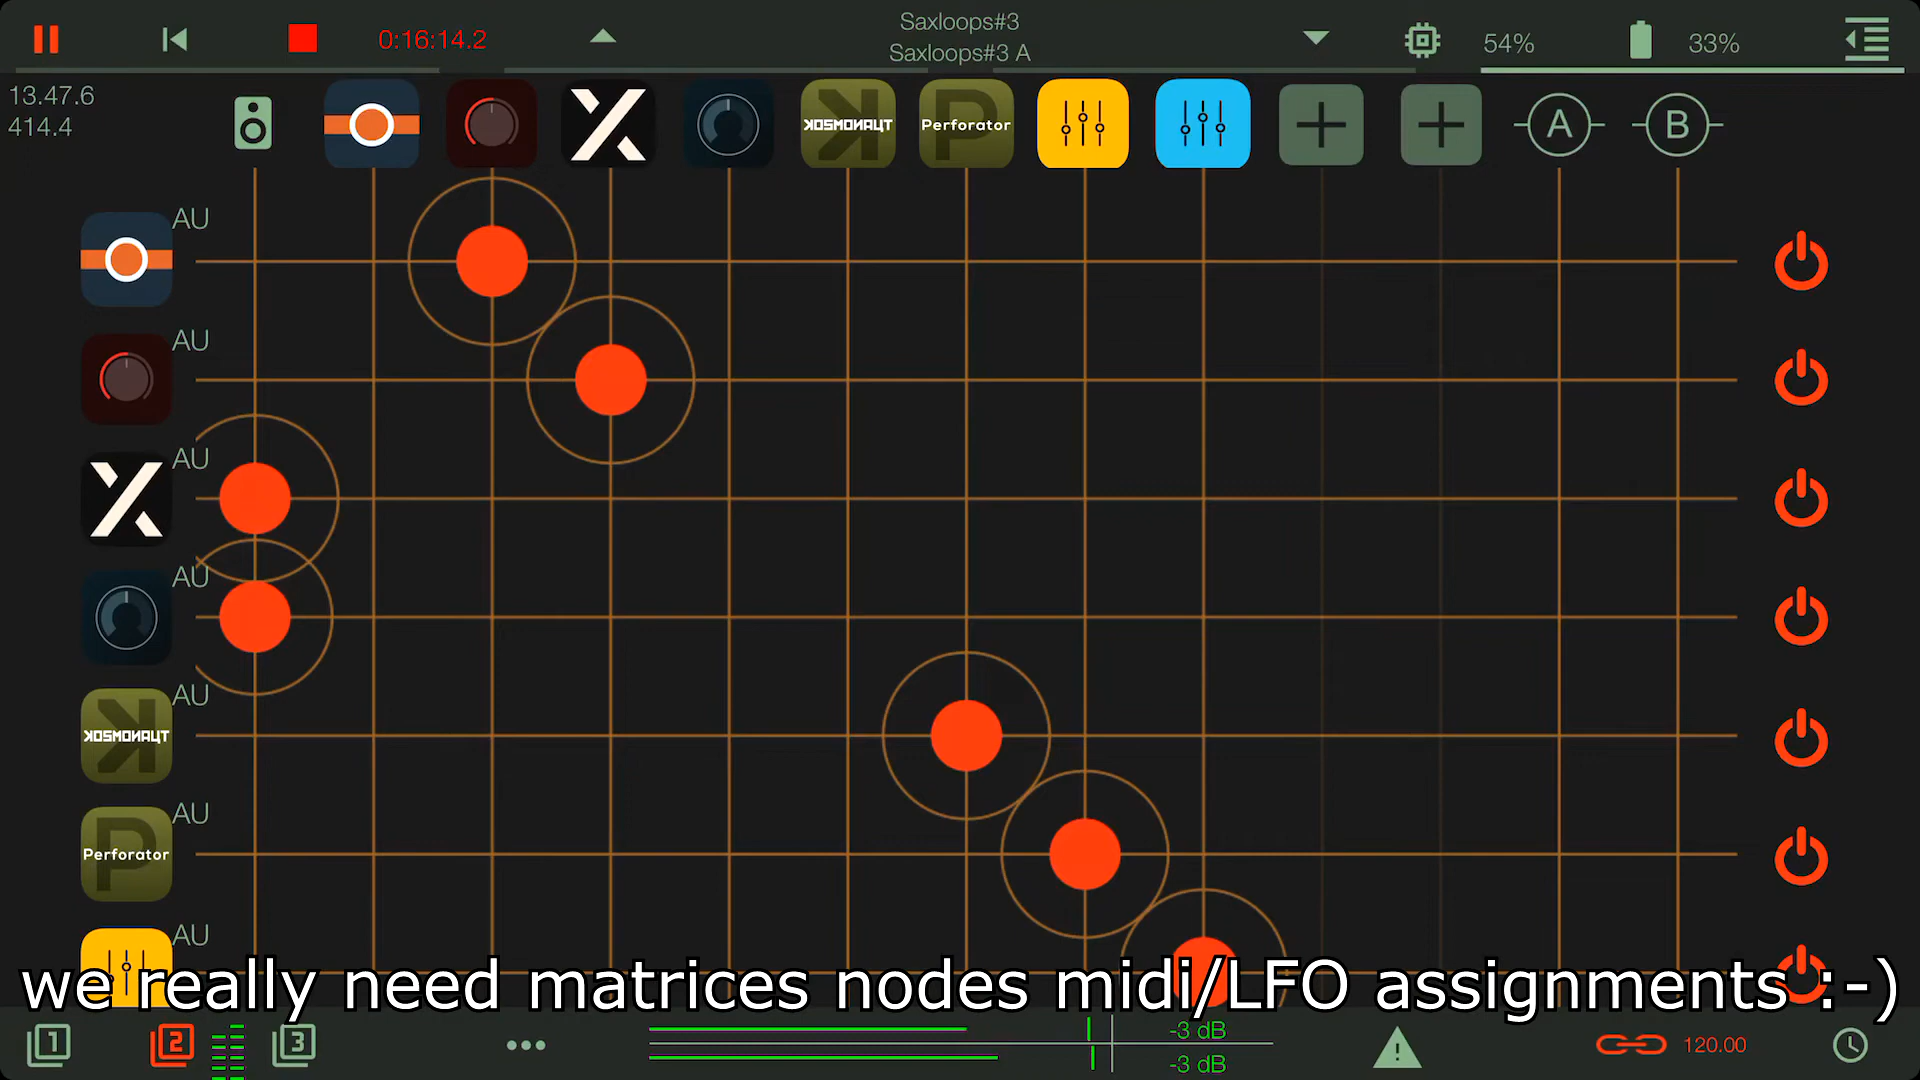 Saxloops#3
0:16:14.2
54%
33%
Saxloops#3 A
13.47.6
414.4
KOSMONAUT
Perforator
A
B
AU
AU
AU
AU
AU
KOSMONAUT
AU
Perforator
AU
we really need matrices nodes midi/LFO assignments :-)
1
2
3
-3 dB
-3 dB
120.00